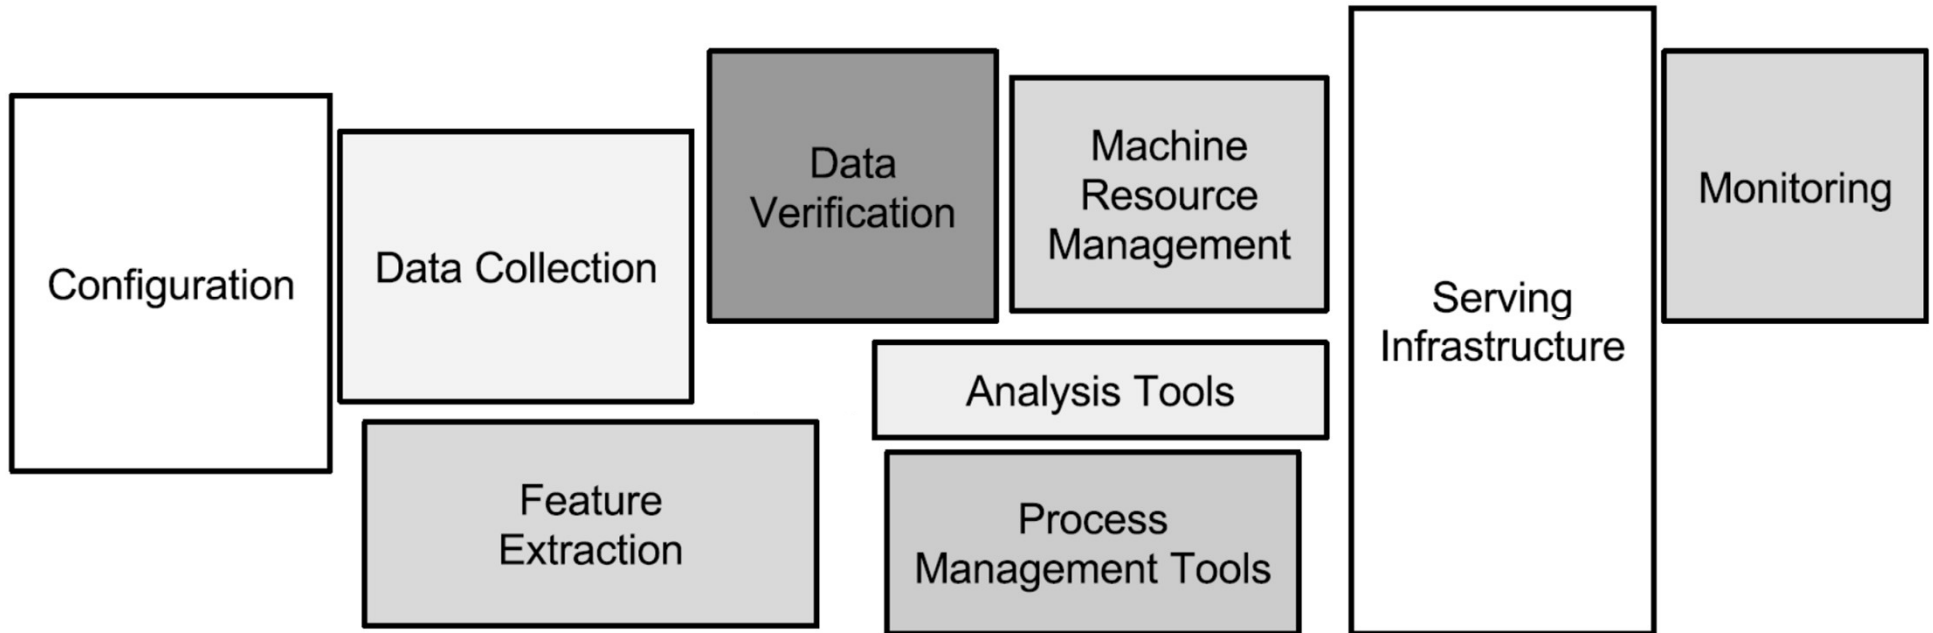 Configuration
Data Collection
Data
Verification
Machine
Resource
Management
Serving
Infrastructure
Monitoring
Analysis Tools
Feature
Extraction
Process
Management Tools